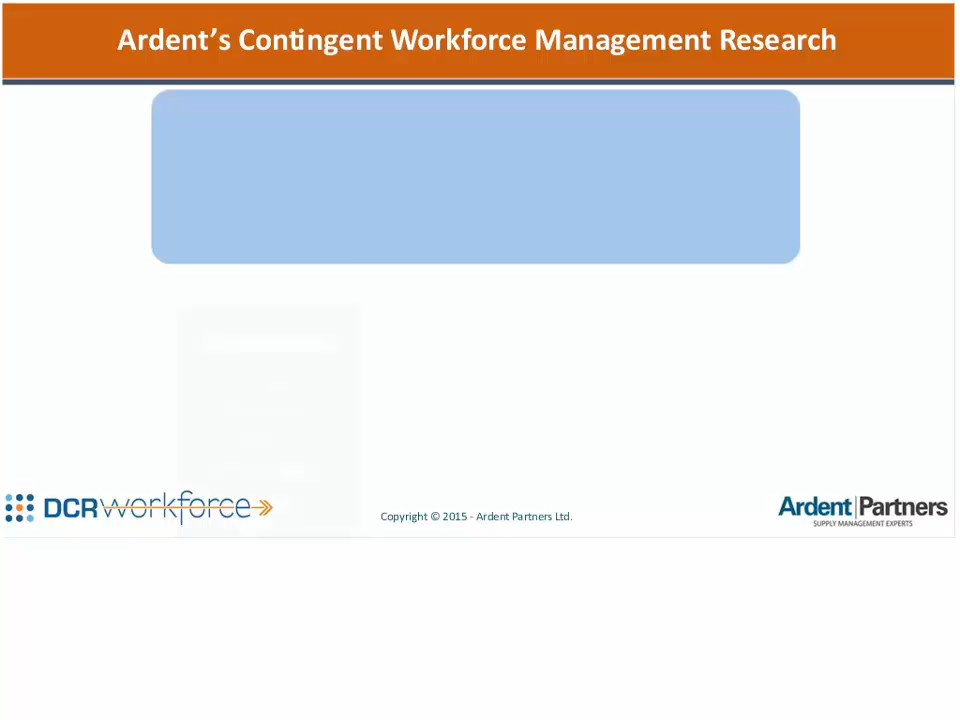 Ardent’s Contingent Workforce Management Research
DCRworkforce
Copyright © 2015 - Ardent Partners Ltd.
Ardent|Partners
SUPPLY MANAGEMENT EXPERTS